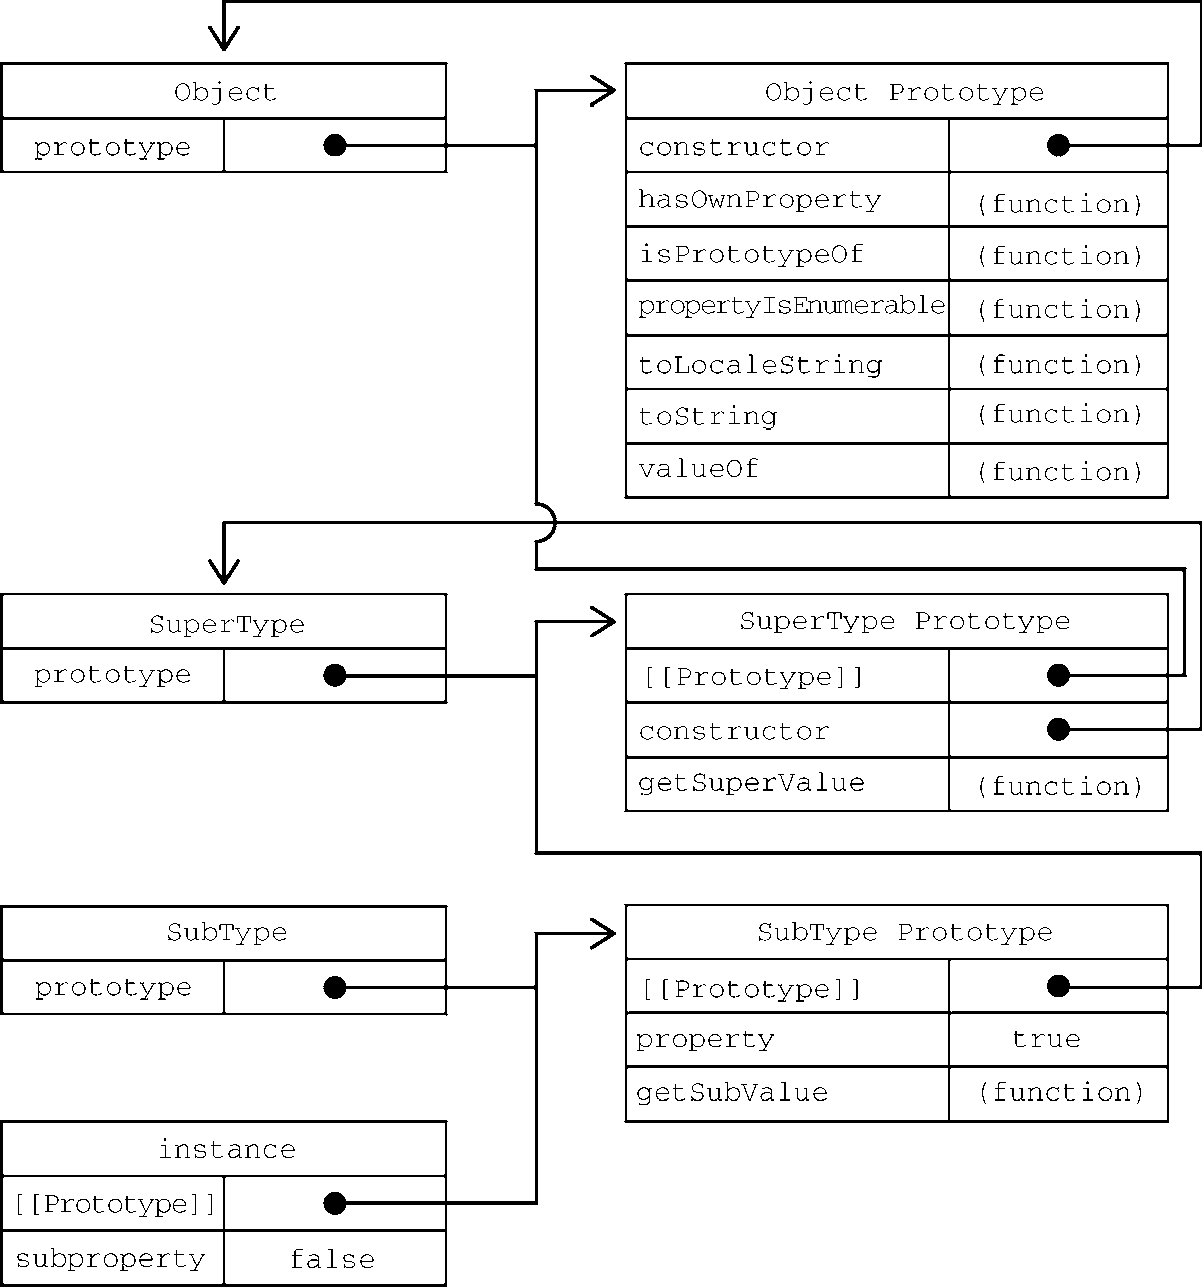 Object
prototype
Object Prototype
constructor
hasOwnProperty (function)
isPrototypeOf (function)
propertyIsEnumerable (function)
toLocaleString (function)
toString (function)
valueOf (function)
SuperType
prototype
SuperType Prototype
[[Prototype]]
constructor
getSuperValue (function)
SubType
prototype
SubType Prototype
[[Prototype]]
property true
getSubValue (function)
instance
[[Prototype]]
subproperty false